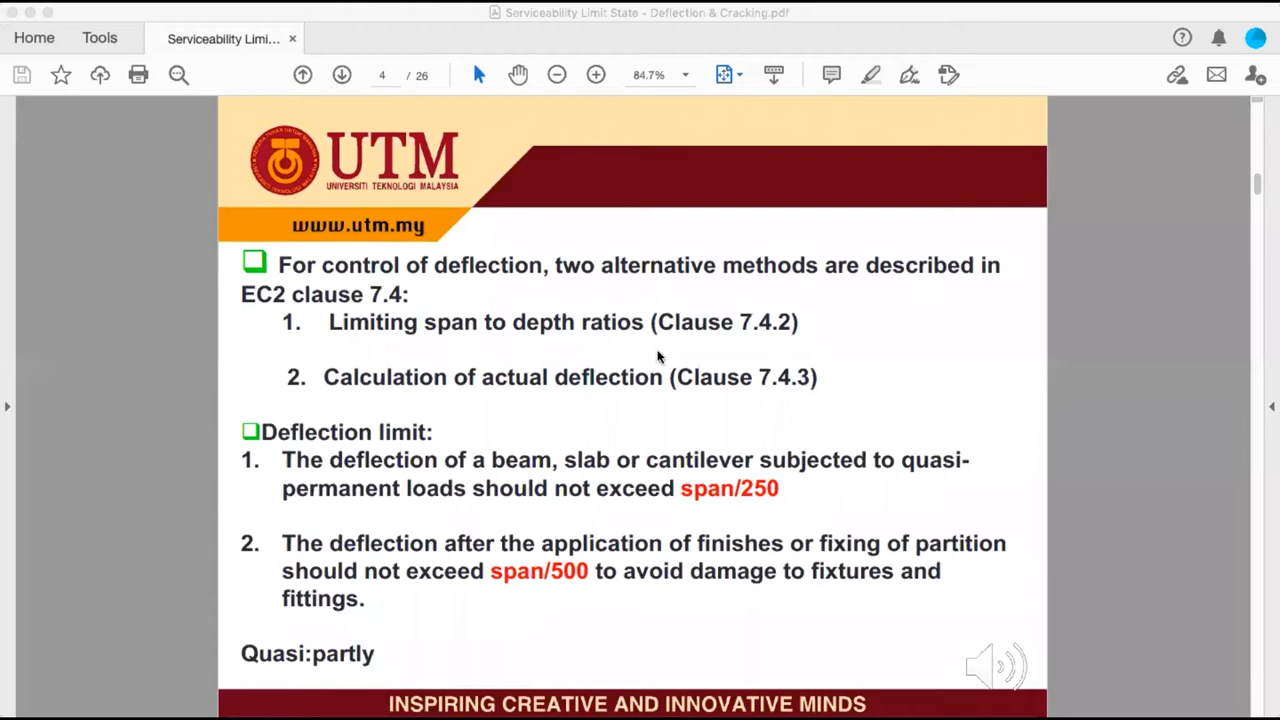 Serviceability Limit State - Deflection & Cracking.pdf
Home
Tools
Serviceability Limi... ×
4 / 26
84.7%
UTM
UNIVERSITI TEKNOLOGI MALAYSIA
www.utm.my
For control of deflection, two alternative methods are described in
EC2 clause 7.4:
1. Limiting span to depth ratios (Clause 7.4.2)
2. Calculation of actual deflection (Clause 7.4.3)
Deflection limit:
1. The deflection of a beam, slab or cantilever subjected to quasi-
permanent loads should not exceed span/250
2. The deflection after the application of finishes or fixing of partition
should not exceed span/500 to avoid damage to fixtures and
fittings.
Quasi:partly
INSPIRING CREATIVE AND INNOVATIVE MINDS